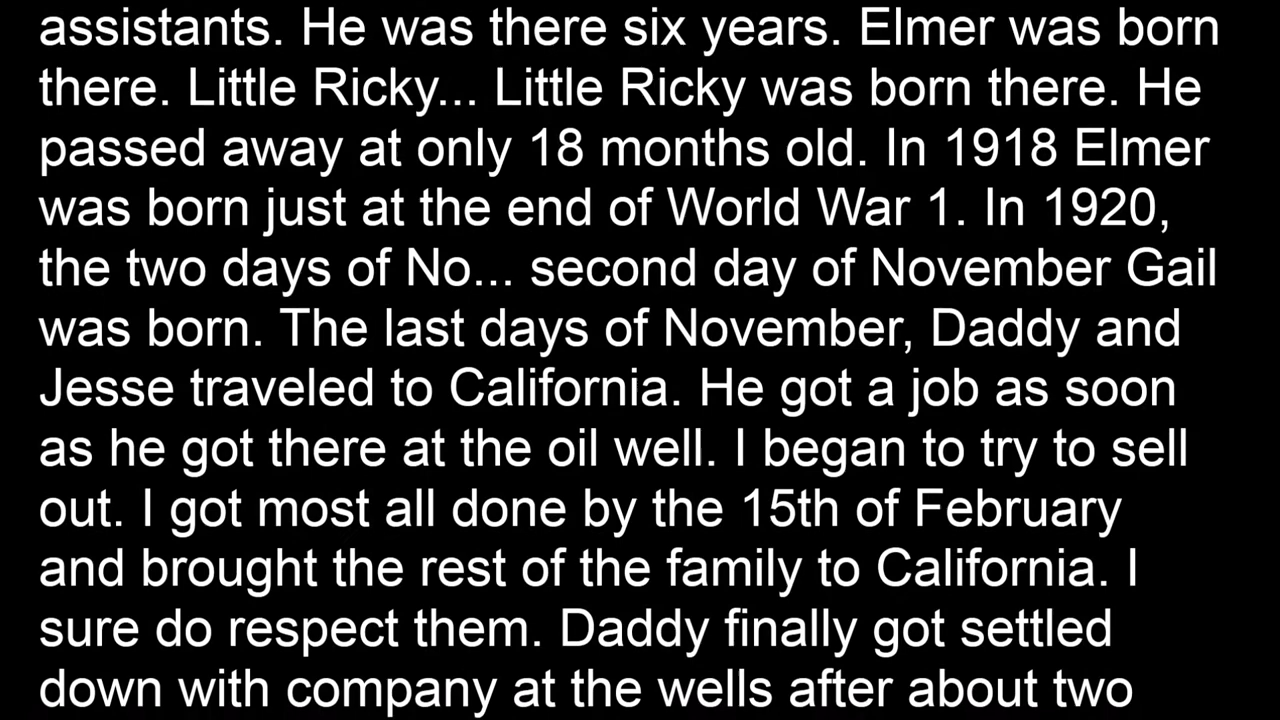 assistants. He was there six years. Elmer was born
there. Little Ricky... Little Ricky was born there. He
passed away at only 18 months old. In 1918 Elmer
was born just at the end of World War 1. In 1920,
the two days of No... second day of November Gail
was born. The last days of November, Daddy and
Jesse traveled to California. He got a job as soon
as he got there at the oil well. I began to try to sell
out. I got most all done by the 15th of February
and brought the rest of the family to California. I
sure do respect them. Daddy finally got settled
down with company at the wells after about two